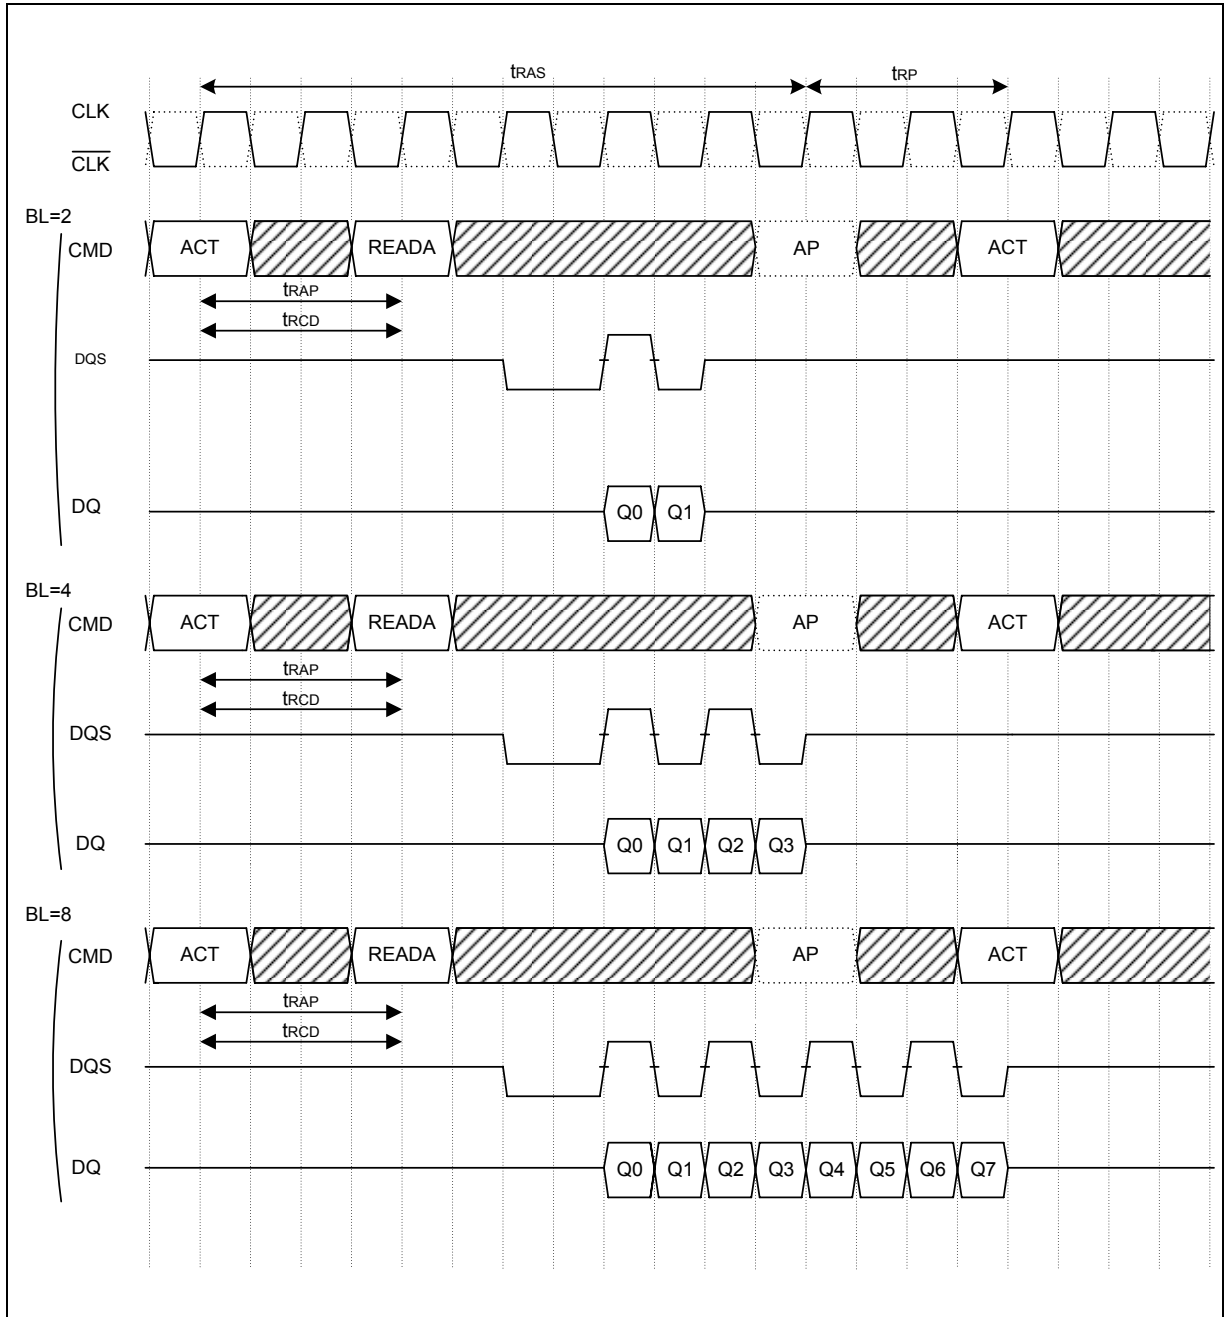 tRAS tRP
CLK
CLK
BL=2
CMD ACT READA AP ACT
tRAP
tRCD
DQS
DQ Q0 Q1
BL=4
CMD ACT READA AP ACT
tRAP
tRCD
DQS
DQ Q0 Q1 Q2 Q3
BL=8
CMD ACT READA AP ACT
tRAP
tRCD
DQS
DQ Q0 Q1 Q2 Q3 Q4 Q5 Q6 Q7